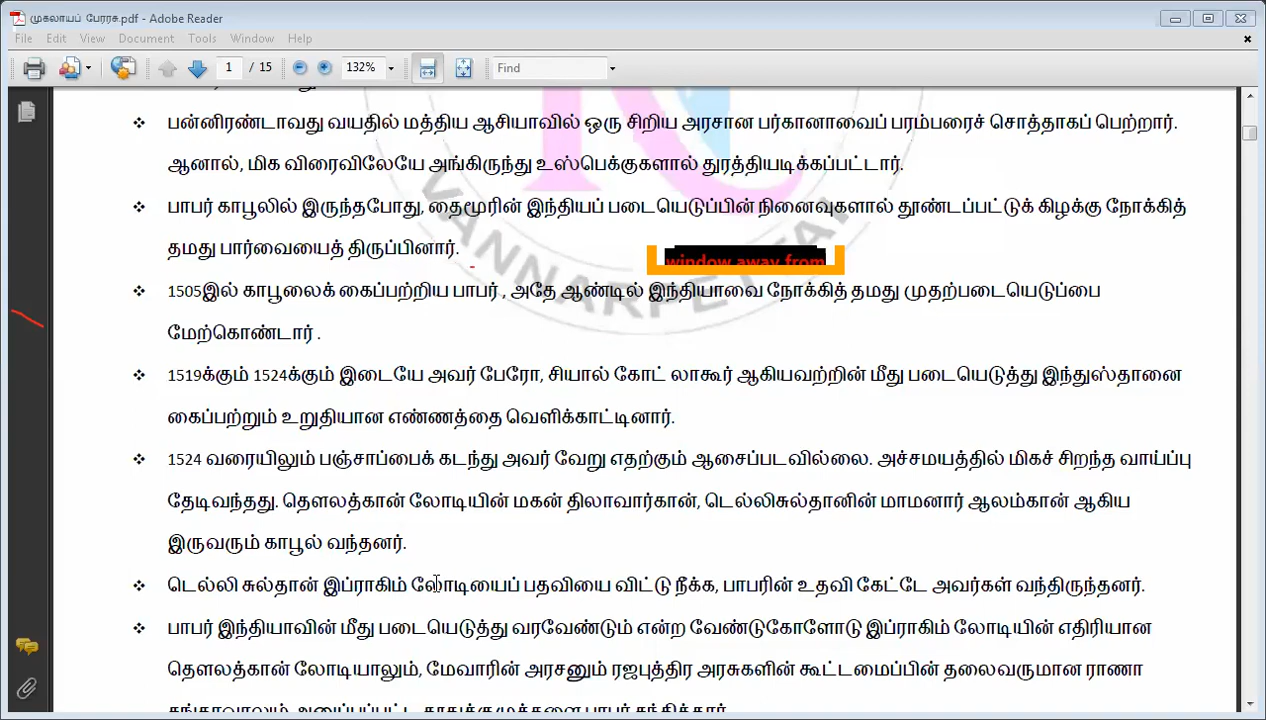 முகலாயப் பேரரசு.pdf - Adobe Reader
File Edit View Document Tools Window Help
1 / 15 132% Find
பன்னிரண்டாவது வயதில் மத்திய ஆசியாவில் ஒரு சிறிய அரசான பர்கானாவைப் பரம்பரைச் சொத்தாகப் பெற்றார்.
ஆனால், மிக விரைவிலேயே அங்கிருந்து உஸ்பெக்குகளால் துரத்தியடிக்கப்பட்டார்.
பாபர் காபூலில் இருந்தபோது, தைமூரின் இந்தியப் படையெடுப்பின் நினைவுகளால் தூண்டப்பட்டுக் கிழக்கு நோக்கித்
தமது பார்வையைத் திருப்பினார்.
window away from
1505இல் காபூலைக் கைப்பற்றிய பாபர் , அதே ஆண்டில் இந்தியாவை நோக்கித் தமது முதற்படையெடுப்பை
மேற்கொண்டார் .
1519க்கும் 1524க்கும் இடையே அவர் பேரோ, சியால் கோட் லாகூர் ஆகியவற்றின் மீது படையெடுத்து இந்துஸ்தானை
கைப்பற்றும் உறுதியான எண்ணத்தை வெளிக்காட்டினார்.
1524 வரையிலும் பஞ்சாப்பைக் கடந்து அவர் வேறு எதற்கும் ஆசைப்படவில்லை. அச்சமயத்தில் மிகச் சிறந்த வாய்ப்பு
தேடிவந்தது. தௌலத்கான் லோடியின் மகன் திலாவார்கான், டெல்லிசுல்தானின் மாமனார் ஆலம்கான் ஆகிய
இருவரும் காபூல் வந்தனர்.
டெல்லி சுல்தான் இப்ராகிம் லோடியைப் பதவியை விட்டு நீக்க, பாபரின் உதவி கேட்டே அவர்கள் வந்திருந்தனர்.
பாபர் இந்தியாவின் மீது படையெடுத்து வரவேண்டும் என்ற வேண்டுகோளோடு இப்ராகிம் லோடியின் எதிரியான
தௌலத்கான் லோடியாலும், மேவாரின் அரசனும் ரஜபுத்திர அரசுகளின் கூட்டமைப்பின் தலைவருமான ராணா
VANNARPETTAI